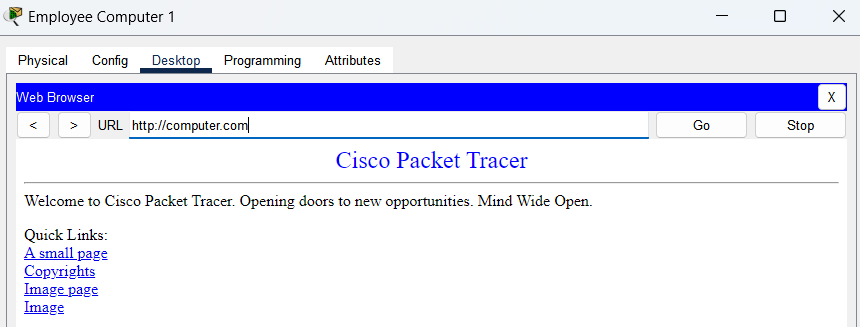 Employee Computer 1
Physical Config Desktop Programming Attributes
Web Browser X
< > URL http://computer.com Go Stop
Cisco Packet Tracer
Welcome to Cisco Packet Tracer. Opening doors to new opportunities. Mind Wide Open.
Quick Links:
A small page
Copyrights
Image page
Image